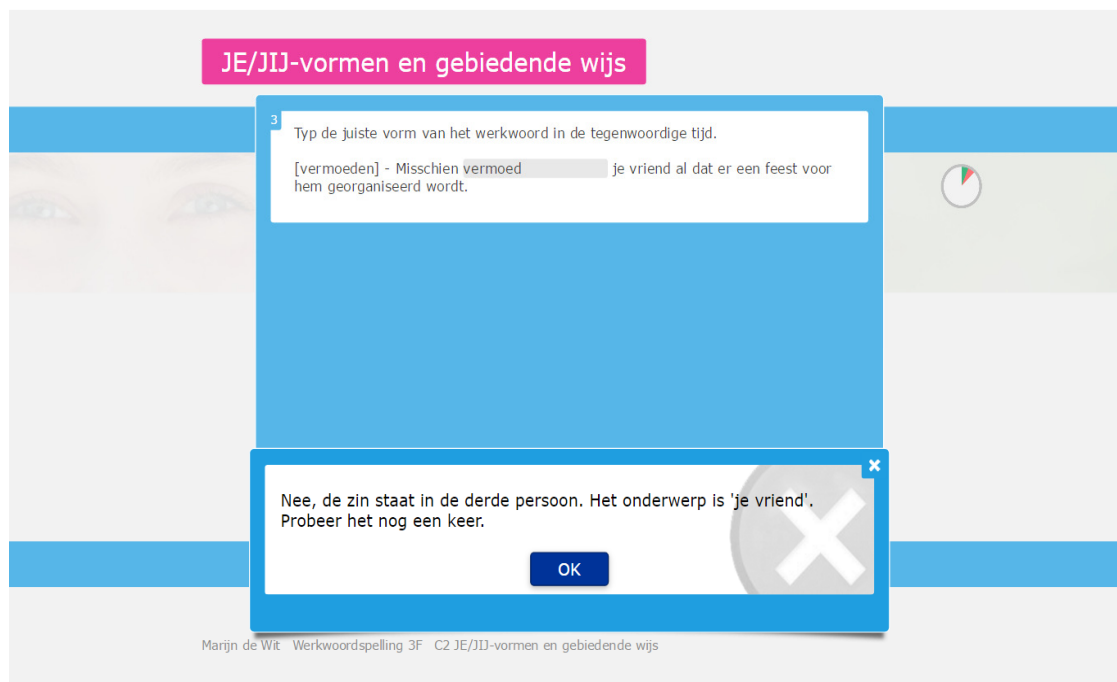 JE/JIJ-vormen en gebiedende wijs
3
Typ de juiste vorm van het werkwoord in de tegenwoordige tijd.
[vermoeden] - Misschien vermoed je vriend al dat er een feest voor
hem georganiseerd wordt.
Nee, de zin staat in de derde persoon. Het onderwerp is 'je vriend'.
Probeer het nog een keer.
OK
Marijn de Wit Werkwoordspelling 3F C2 JE/JIJ-vormen en gebiedende wijs